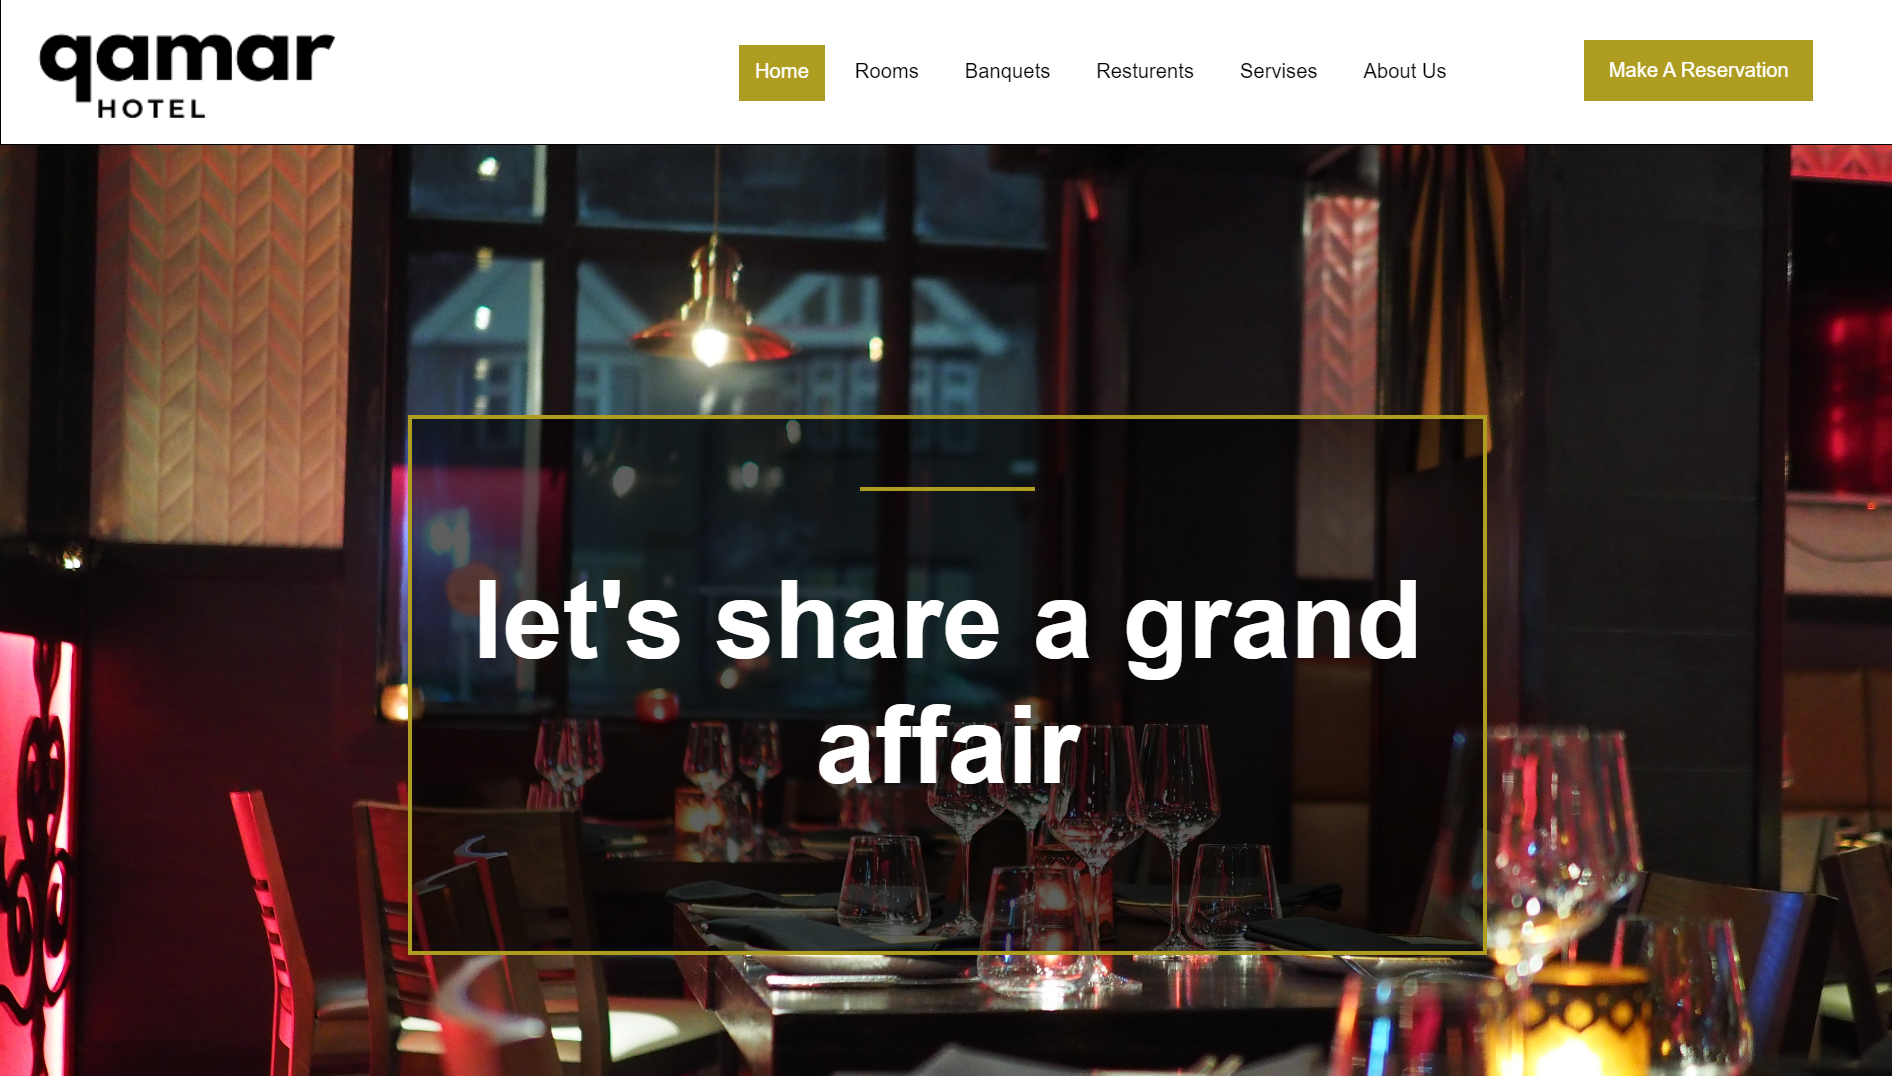 qamar
HOTEL
Home Rooms Banquets Resturents Servises About Us Make A Reservation
let's share a grand
affair